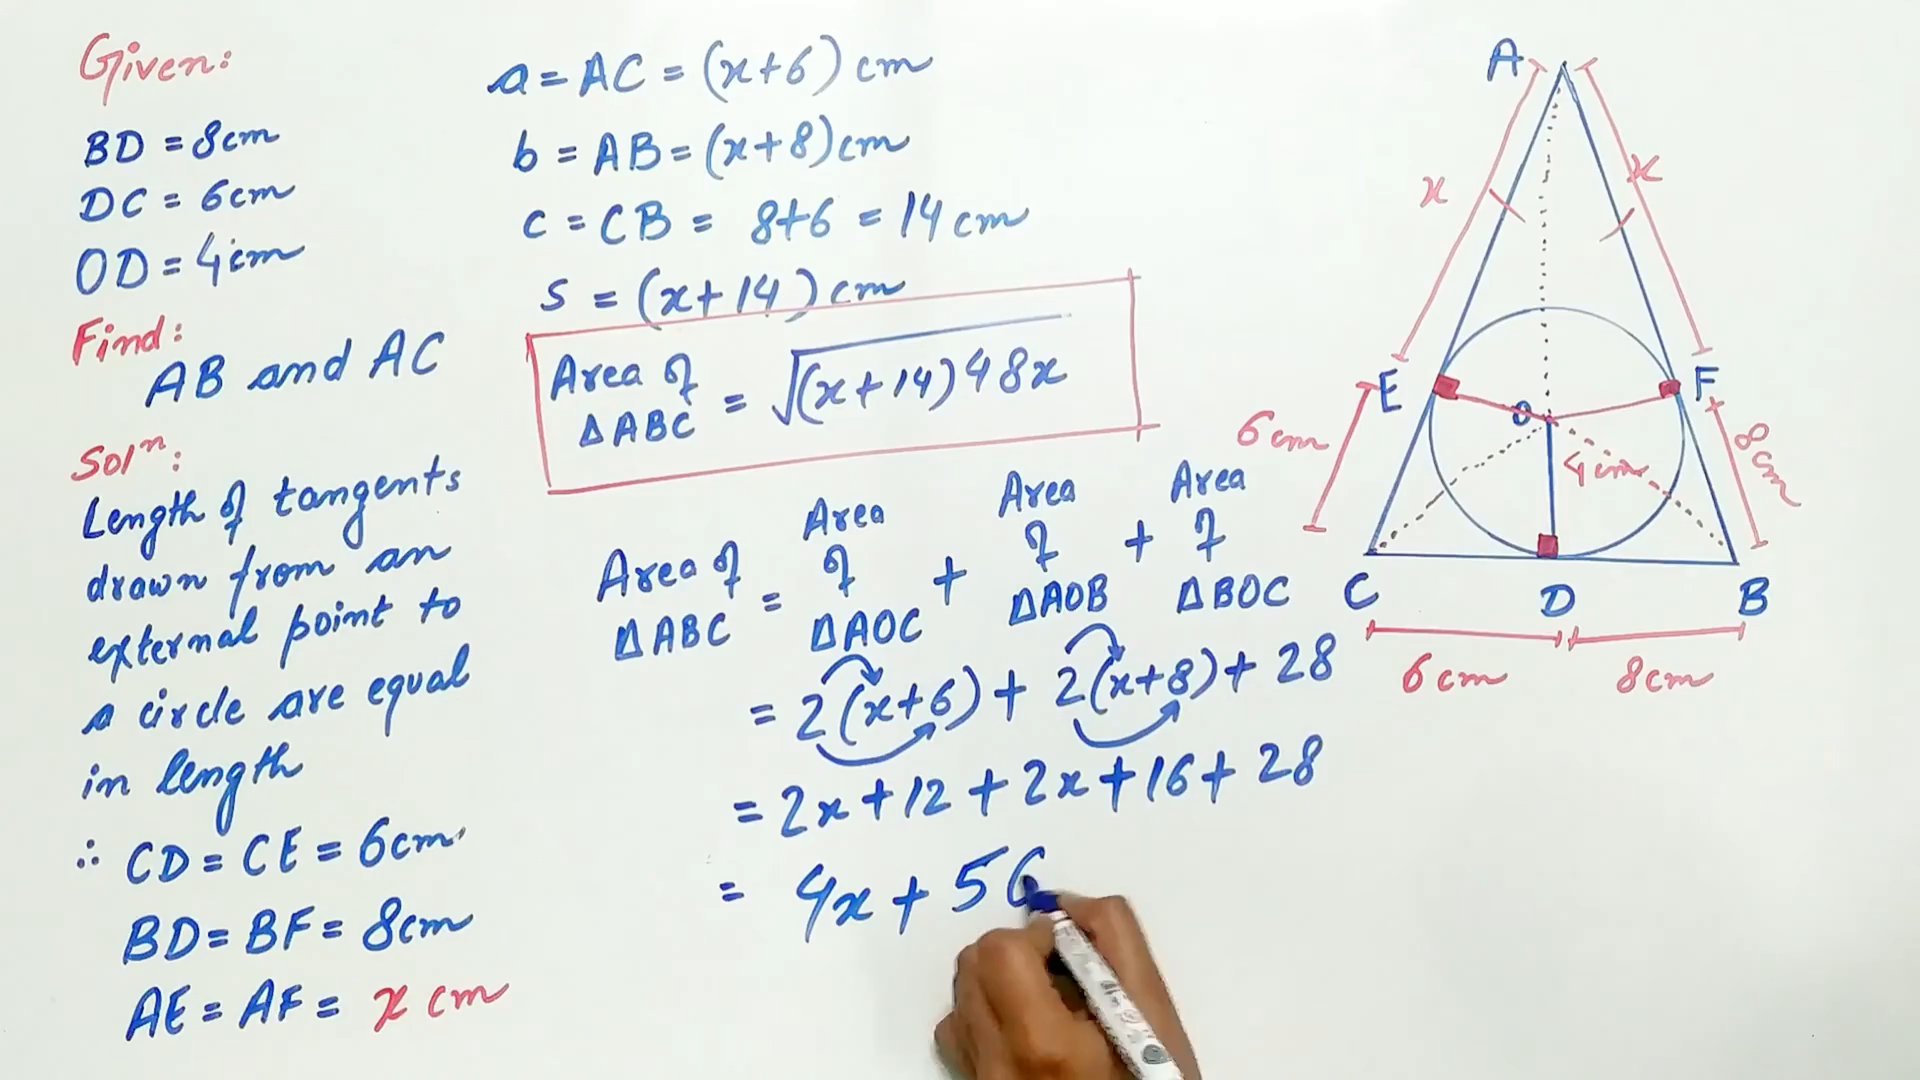 Given:
BD = 8cm
DC = 6cm
OD = 4cm
Find:
AB and AC
Solⁿ:
Length of tangents
drawn from an
external point to
a circle are equal
in length
∴ CD = CE = 6cm
BD = BF = 8cm
AE = AF = x cm
a = AC = (x+6) cm
b = AB = (x+8) cm
c = CB = 8+6 = 14 cm
s = (x+14) cm
Area of
ΔABC = √(x+14)48x
Area of ΔABC = Area of ΔAOC + Area of ΔAOB + Area of ΔBOC
= 2(x+6) + 2(x+8) + 28
= 2x + 12 + 2x + 16 + 28
= 4x + 56
A
x
x
E
F
O
6cm
4cm
8cm
C
D
B
6cm
8cm